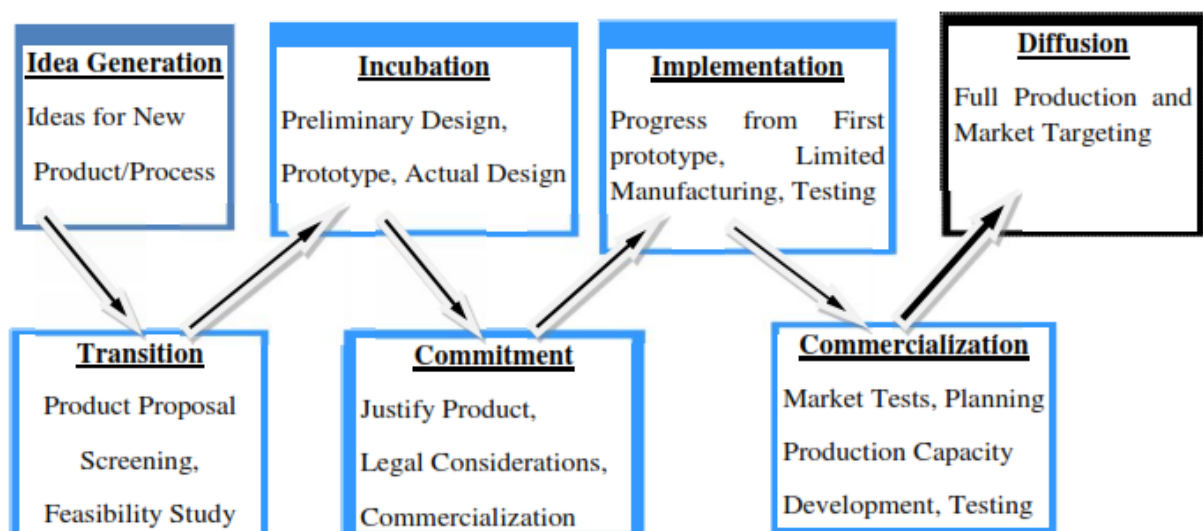 Idea Generation
Ideas for New
Product/Process
Transition
Product Proposal
Screening,
Feasibility Study
Incubation
Preliminary Design,
Prototype, Actual Design
Commitment
Justify Product,
Legal Considerations,
Commercialization
Implementation
Progress from First
prototype, Limited
Manufacturing, Testing
Commercialization
Market Tests, Planning
Production Capacity
Development, Testing
Diffusion
Full Production and
Market Targeting